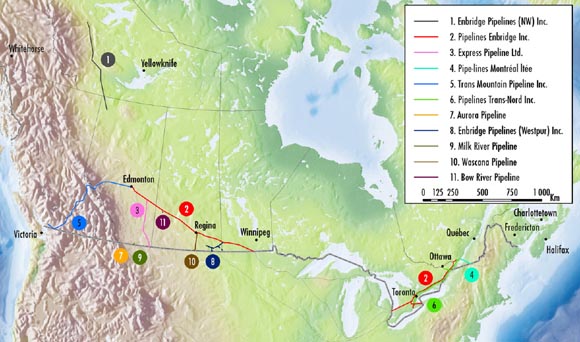 1. Enbridge Pipelines (NW) Inc.
2. Pipelines Enbridge Inc.
3. Express Pipeline Ltd.
4. Pipe-lines Montréal ltée
5. Trans Mountain Pipeline Inc.
6. Pipelines Trans-Nord Inc.
7. Aurora Pipeline
8. Enbridge Pipelines (Westpur) Inc.
9. Milk River Pipeline
10. Wascana Pipeline
11. Bow River Pipeline
0 125 250 500 750 1 000
Km
Whitehorse
1
Yellowknife
Edmonton
2
3
11
Regina
Winnipeg
5
Victoria
7
9
10
8
Charlottetown
Fredericton
Québec
Halifax
Ottawa
2
4
Toronto
6